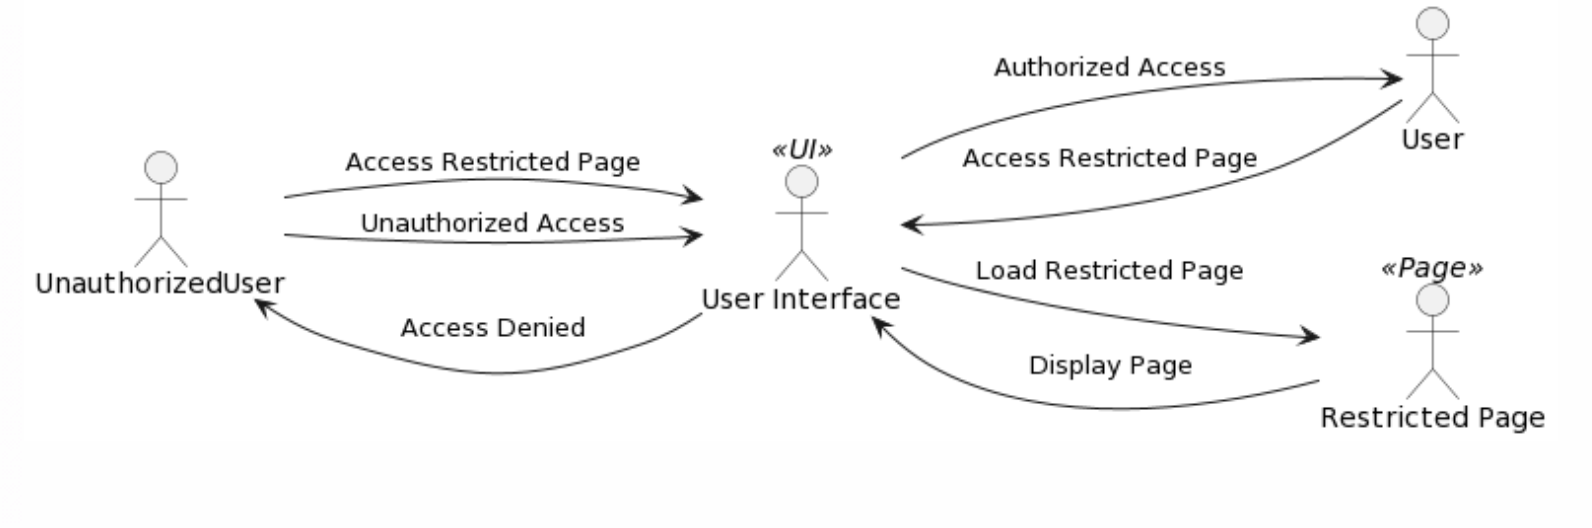 Authorized Access
User
Access Restricted Page
«UI»
Access Restricted Page
Unauthorized Access
UnauthorizedUser
User Interface
Access Denied
Load Restricted Page
«Page»
Display Page
Restricted Page